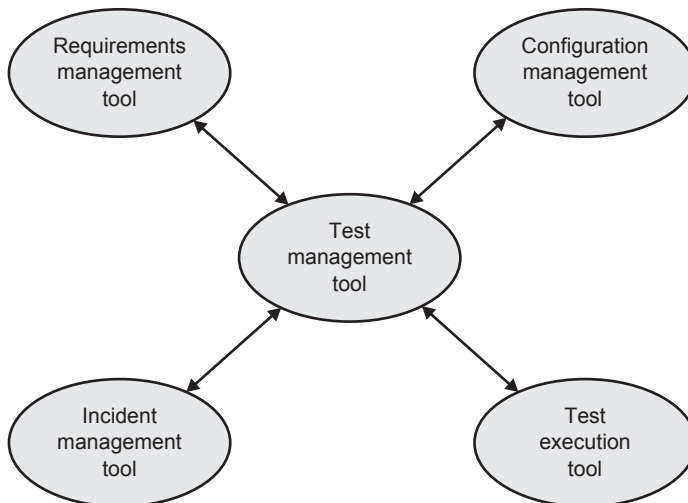 Requirements
management
tool
Configuration
management
tool
Test
management
tool
Incident
management
tool
Test
execution
tool